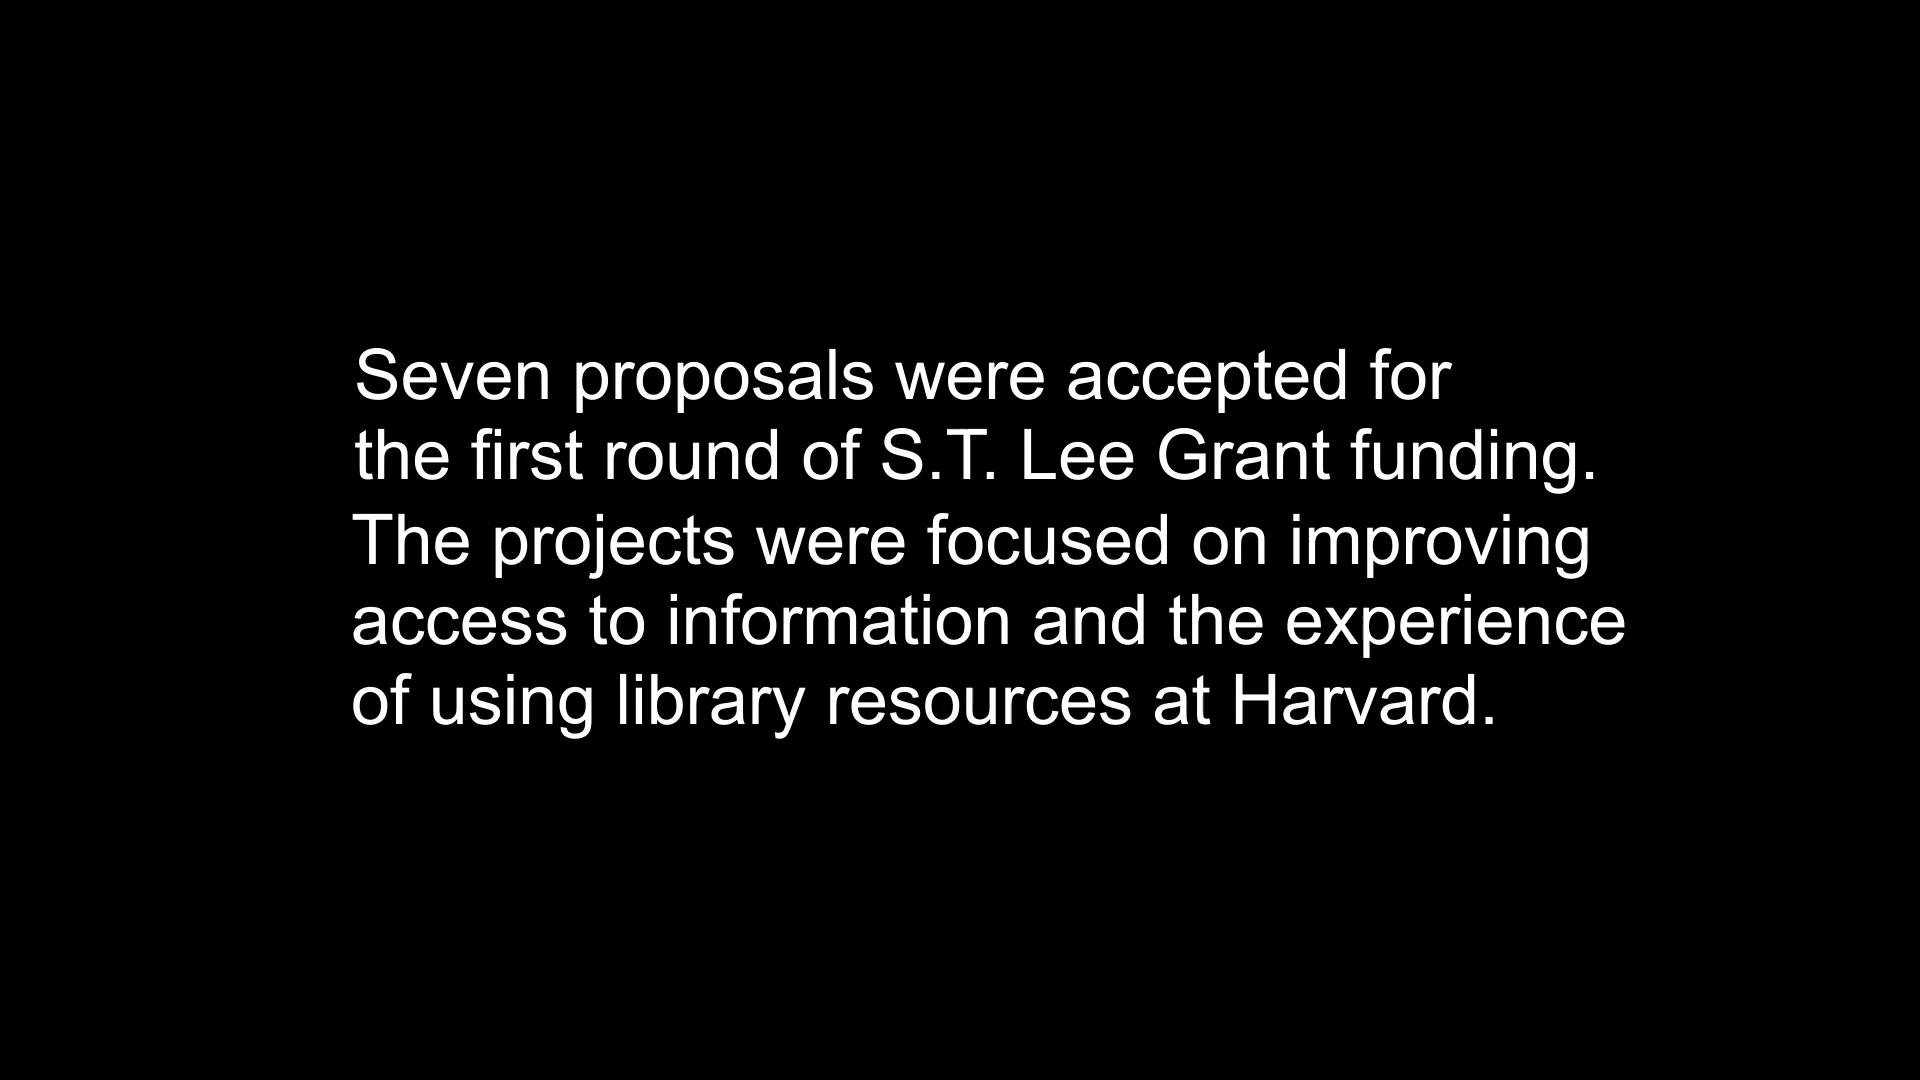 Seven proposals were accepted for
the first round of S.T. Lee Grant funding.
The projects were focused on improving
access to information and the experience
of using library resources at Harvard.